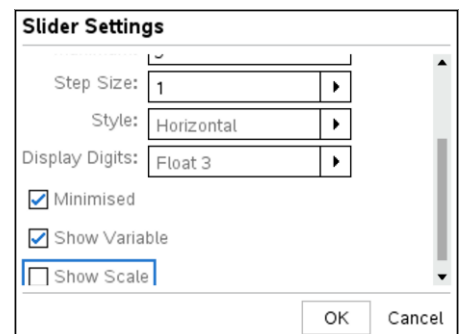 Slider Settings
Step Size: 1
Style: Horizontal
Display Digits: Float 3
Minimised
Show Variable
Show Scale
OK Cancel